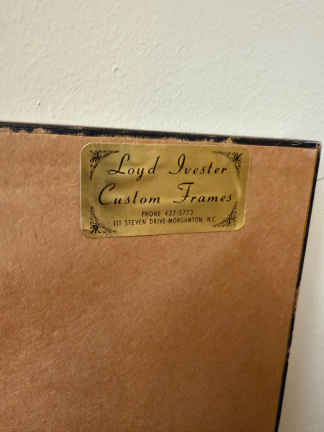 Loyd Ivester
Custom Frames
PHONE 437-5773
111 STEVEN DRIVE MORGANTON, N.C.